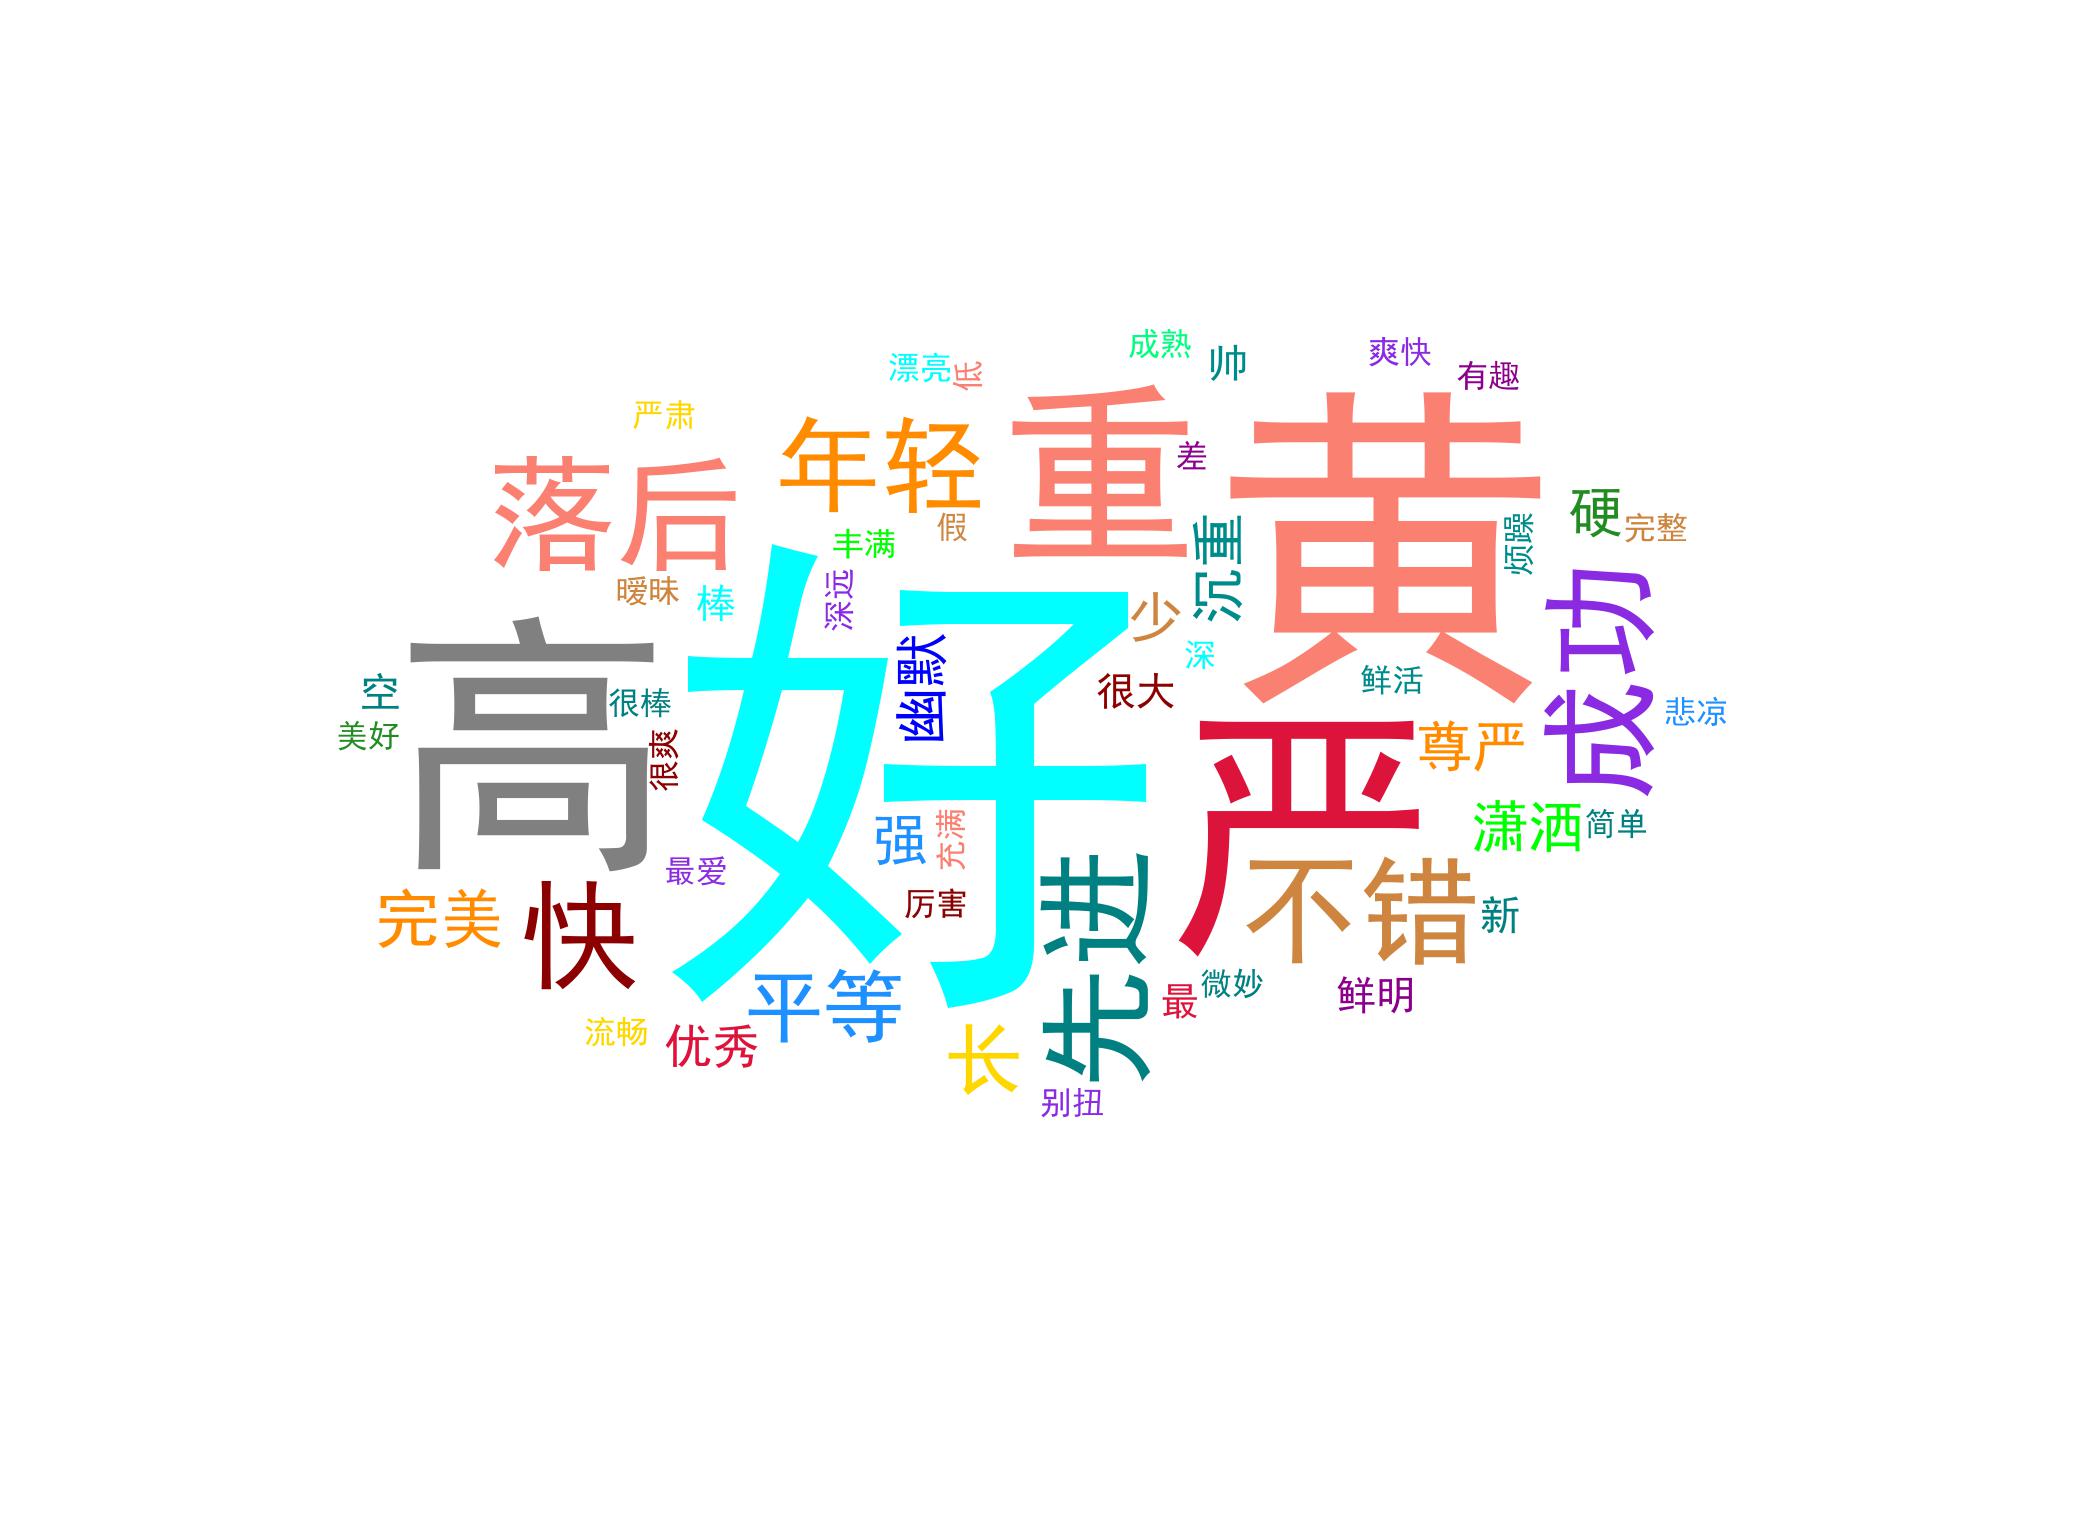 成熟
帅
爽快
有趣
漂亮
低
严肃
年轻
重
黄
差
落后
硬
完整
假
沉重
烦躁
丰满
好
深远
暧昧
棒
少
深
成功
高
空
很棒
幽默
很大
鲜活
美好
很爽
严
尊严
悲凉
强
充满
潇洒
简单
最爱
厉害
先进
不错
新
完美
快
平等
最
微妙
鲜明
流畅
优秀
长
别扭